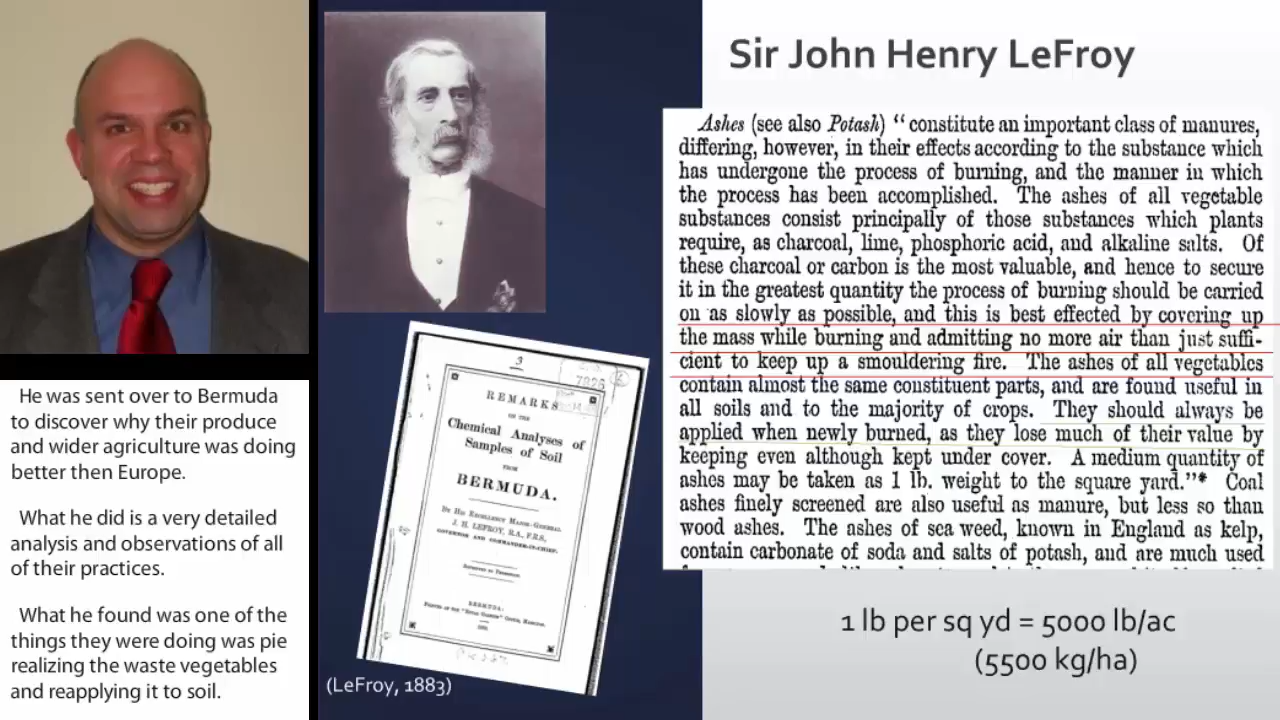 Sir John Henry LeFroy
Ashes (see also Potash) “ constitute an important class of manures,
differing, however, in their effects according to the substance which
has undergone the process of burning, and the manner in which
the process has been accomplished. The ashes of all vegetable
substances consist principally of those substances which plants
require, as charcoal, lime, phosphoric acid, and alkaline salts. Of
these charcoal or carbon is the most valuable, and hence to secure
it in the greatest quantity the process of burning should be carried
on as slowly as possible, and this is best effected by covering up
the mass while burning and admitting no more air than just suffi-
cient to keep up a smouldering fire. The ashes of all vegetables
contain almost the same constituent parts, and are found useful in
all soils and to the majority of crops. They should always be
applied when newly burned, as they lose much of their value by
keeping even although kept under cover. A medium quantity of
ashes may be taken as 1 lb. weight to the square yard.”* Coal
ashes finely screened are also useful as manure, but less so than
wood ashes. The ashes of sea weed, known in England as kelp,
contain carbonate of soda and salts of potash, and are much used
1 lb per sq yd = 5000 lb/ac
(5500 kg/ha)
3
REMARKS
ON THE
Chemical Analyses of
Samples of Soil
FROM
BERMUDA.
BY HIS EXCELLENCY MAJOR-GENERAL
J. H. LEFROY, R.A., F.R.S.,
GOVERNOR AND COMMANDER-IN-CHIEF.
BERMUDA:
(LeFroy, 1883)
He was sent over to Bermuda
to discover why their produce
and wider agriculture was doing
better then Europe.
What he did is a very detailed
analysis and observations of all
of their practices.
What he found was one of the
things they were doing was pie
realizing the waste vegetables
and reapplying it to soil.